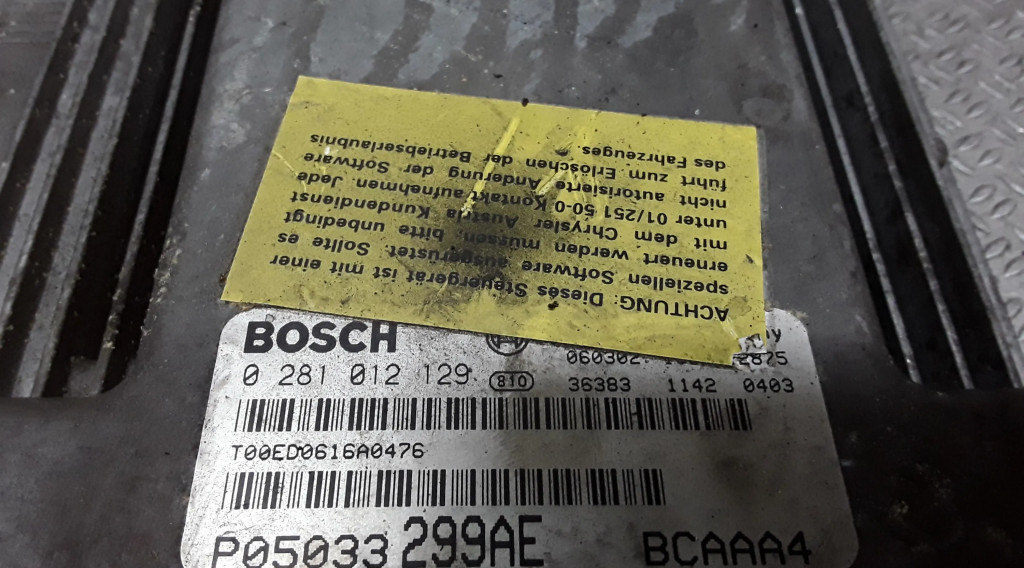 ACHTUNG: Dieses Steuergerät ist mit einer
speziellen Software ausgerüstet. Sollte es
erneuert werden müssen, bitte unbedingt
mit dem Chrysler Austria Kundendienst
unter 01/251 50-0 Kontakt aufnehmen. Jede
nicht autorisierte Änderung der Software
führt zum Erlöschen der Betriebserlaubnis
des Fahrzeuges.
BOSCH
060302 2875
0 281 012 129 810 36383 1142 0403
T00ED0616A0476
P05033 299AE BCAAA4